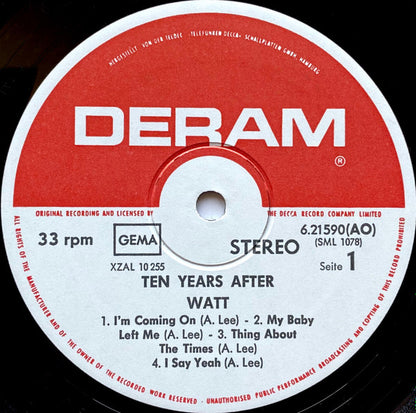 HERGESTELLT VON DER TELDEC »TELEFUNKEN-DECCA« SCHALLPLATTEN GMBH, HAMBURG
DERAM
®
ORIGINAL RECORDING AND LICENSED BY THE DECCA RECORD COMPANY LIMITED
33 rpm
GEMA
STEREO
6.21590(AO)
(SML 1078)
XZAL 10 255
Seite 1
TEN YEARS AFTER
WATT
1. I'm Coming On (A. Lee) - 2. My Baby
Left Me (A. Lee) - 3. Thing About
The Times (A. Lee)
4. I Say Yeah (A. Lee)
ALL RIGHTS OF THE MANUFACTURER AND OF THE OWNER OF THE RECORDED WORK RESERVED - UNAUTHORISED PUBLIC PERFORMANCE BROADCASTING AND COPYING OF THIS RECORD PROHIBITED